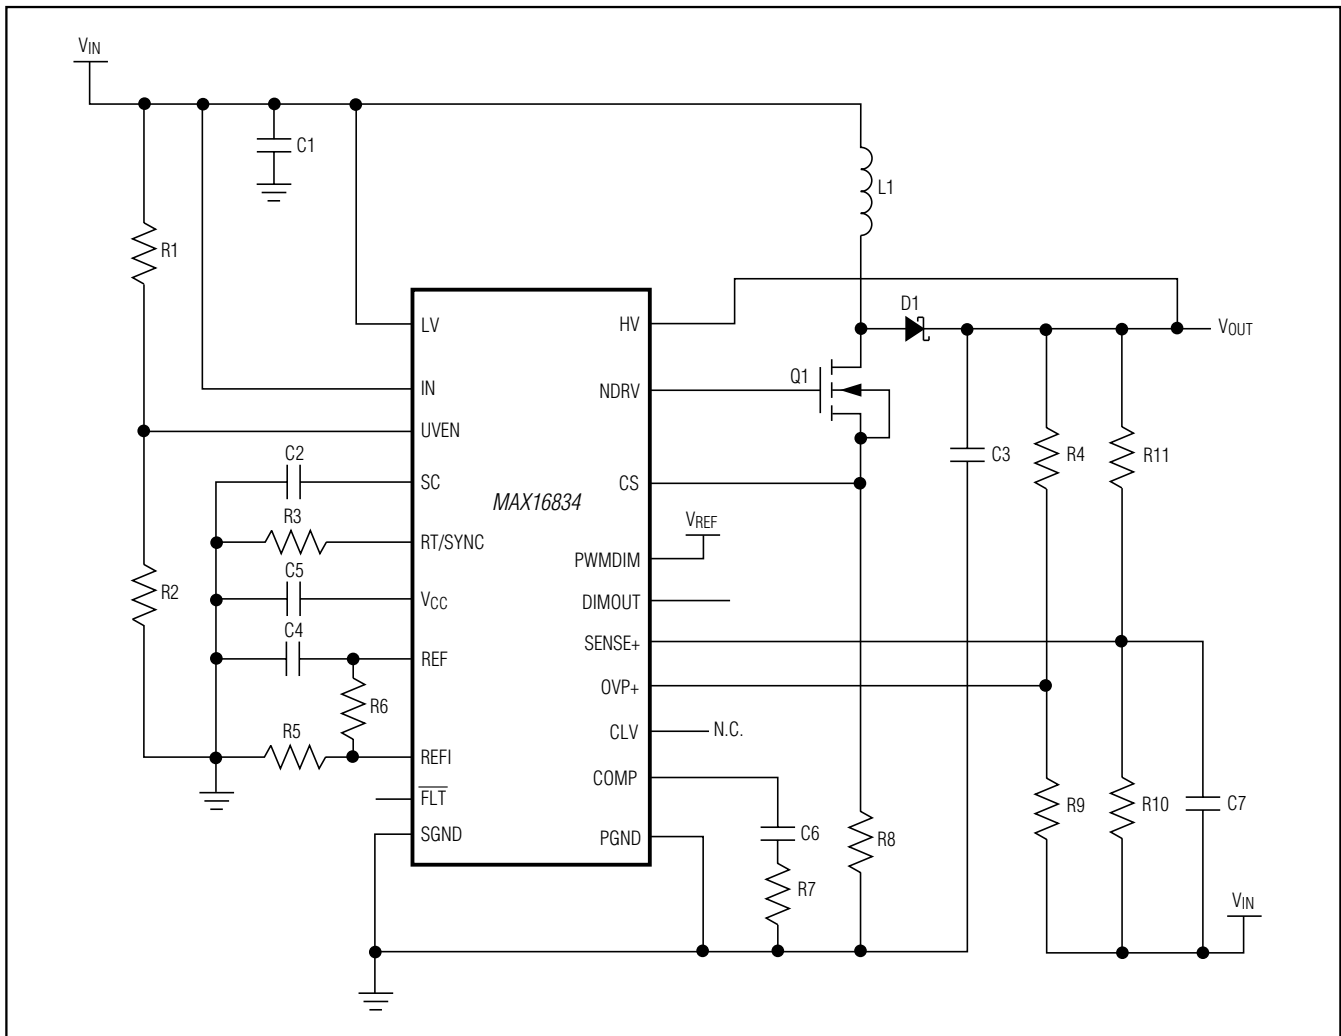 VIN
C1
L1
R1
D1
LV
HV
VOUT
Q1
IN
NDRV
UVEN
C2
C3
R4
R11
SC
CS
MAX16834
R3
VREF
RT/SYNC
PWMDIM
C5
R2
VCC
DIMOUT
C4
SENSE+
REF
OVP+
R6
R5
CLV
N.C.
REFI
COMP
FLT
R9
R10
C7
SGND
PGND
C6
R8
R7
VIN